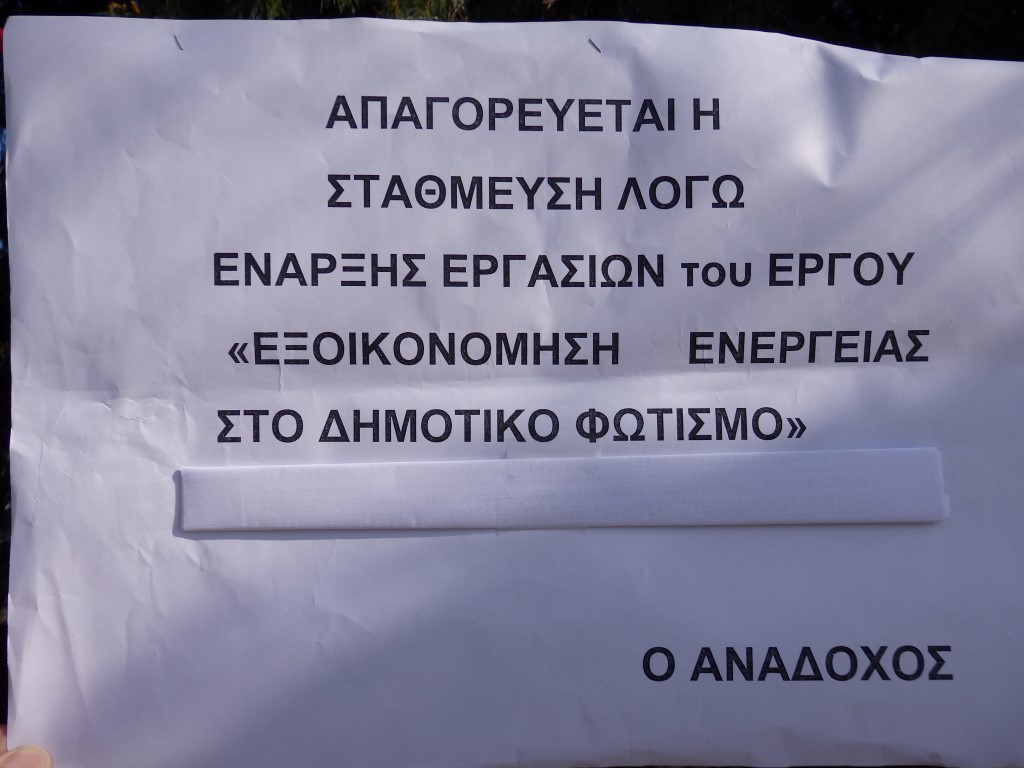 ΑΠΑΓΟΡΕΥΕΤΑΙ Η
ΣΤΑΘΜΕΥΣΗ ΛΟΓΩ
ΕΝΑΡΞΗΣ ΕΡΓΑΣΙΩΝ του ΕΡΓΟΥ
«ΕΞΟΙΚΟΝΟΜΗΣΗ ΕΝΕΡΓΕΙΑΣ
ΣΤΟ ΔΗΜΟΤΙΚΟ ΦΩΤΙΣΜΟ»
Ο ΑΝΑΔΟΧΟΣ